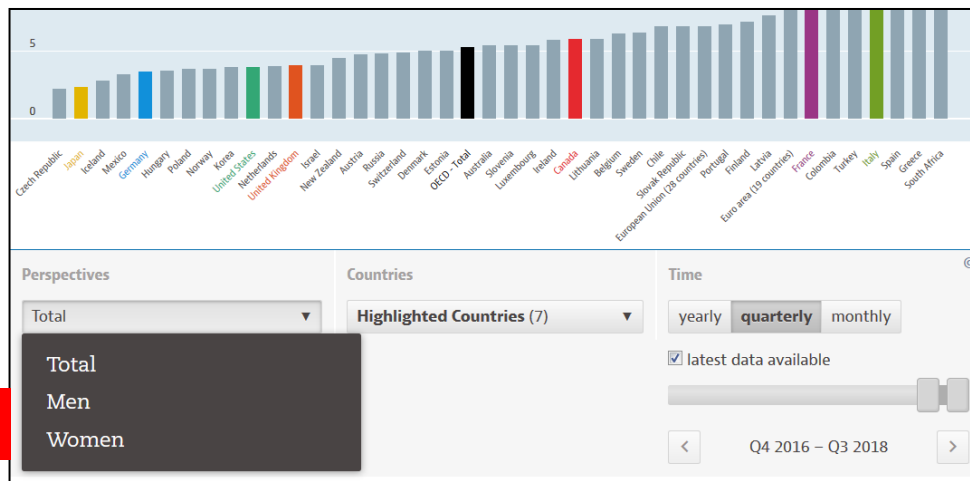 5
0
Czech Republic
Japan
Iceland
Mexico
Germany
Hungary
Poland
Norway
Korea
United States
Netherlands
United Kingdom
Israel
New Zealand
Austria
Russia
Switzerland
Denmark
Estonia
OECD - Total
Australia
Slovenia
Luxembourg
Ireland
Canada
Lithuania
Belgium
Sweden
Chile
Slovak Republic
European Union (28 countries)
Portugal
Finland
Latvia
Euro area (19 countries)
France
Colombia
Turkey
Italy
Spain
Greece
South Africa
Perspectives
Total
Total
Men
Women
Countries
Highlighted Countries (7)
Time
yearly quarterly monthly
latest data available
Q4 2016 – Q3 2018